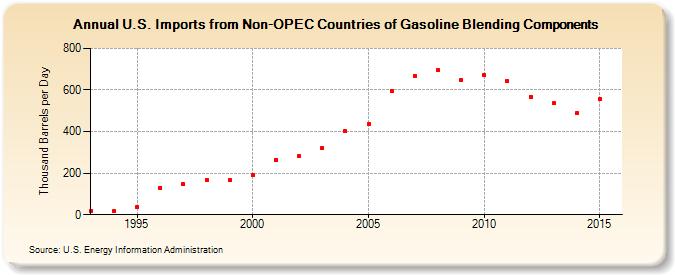 Annual U.S. Imports from Non-OPEC Countries of Gasoline Blending Components
Thousand Barrels per Day
800
600
400
200
0
1995 2000 2005 2010 2015
Source: U.S. Energy Information Administration